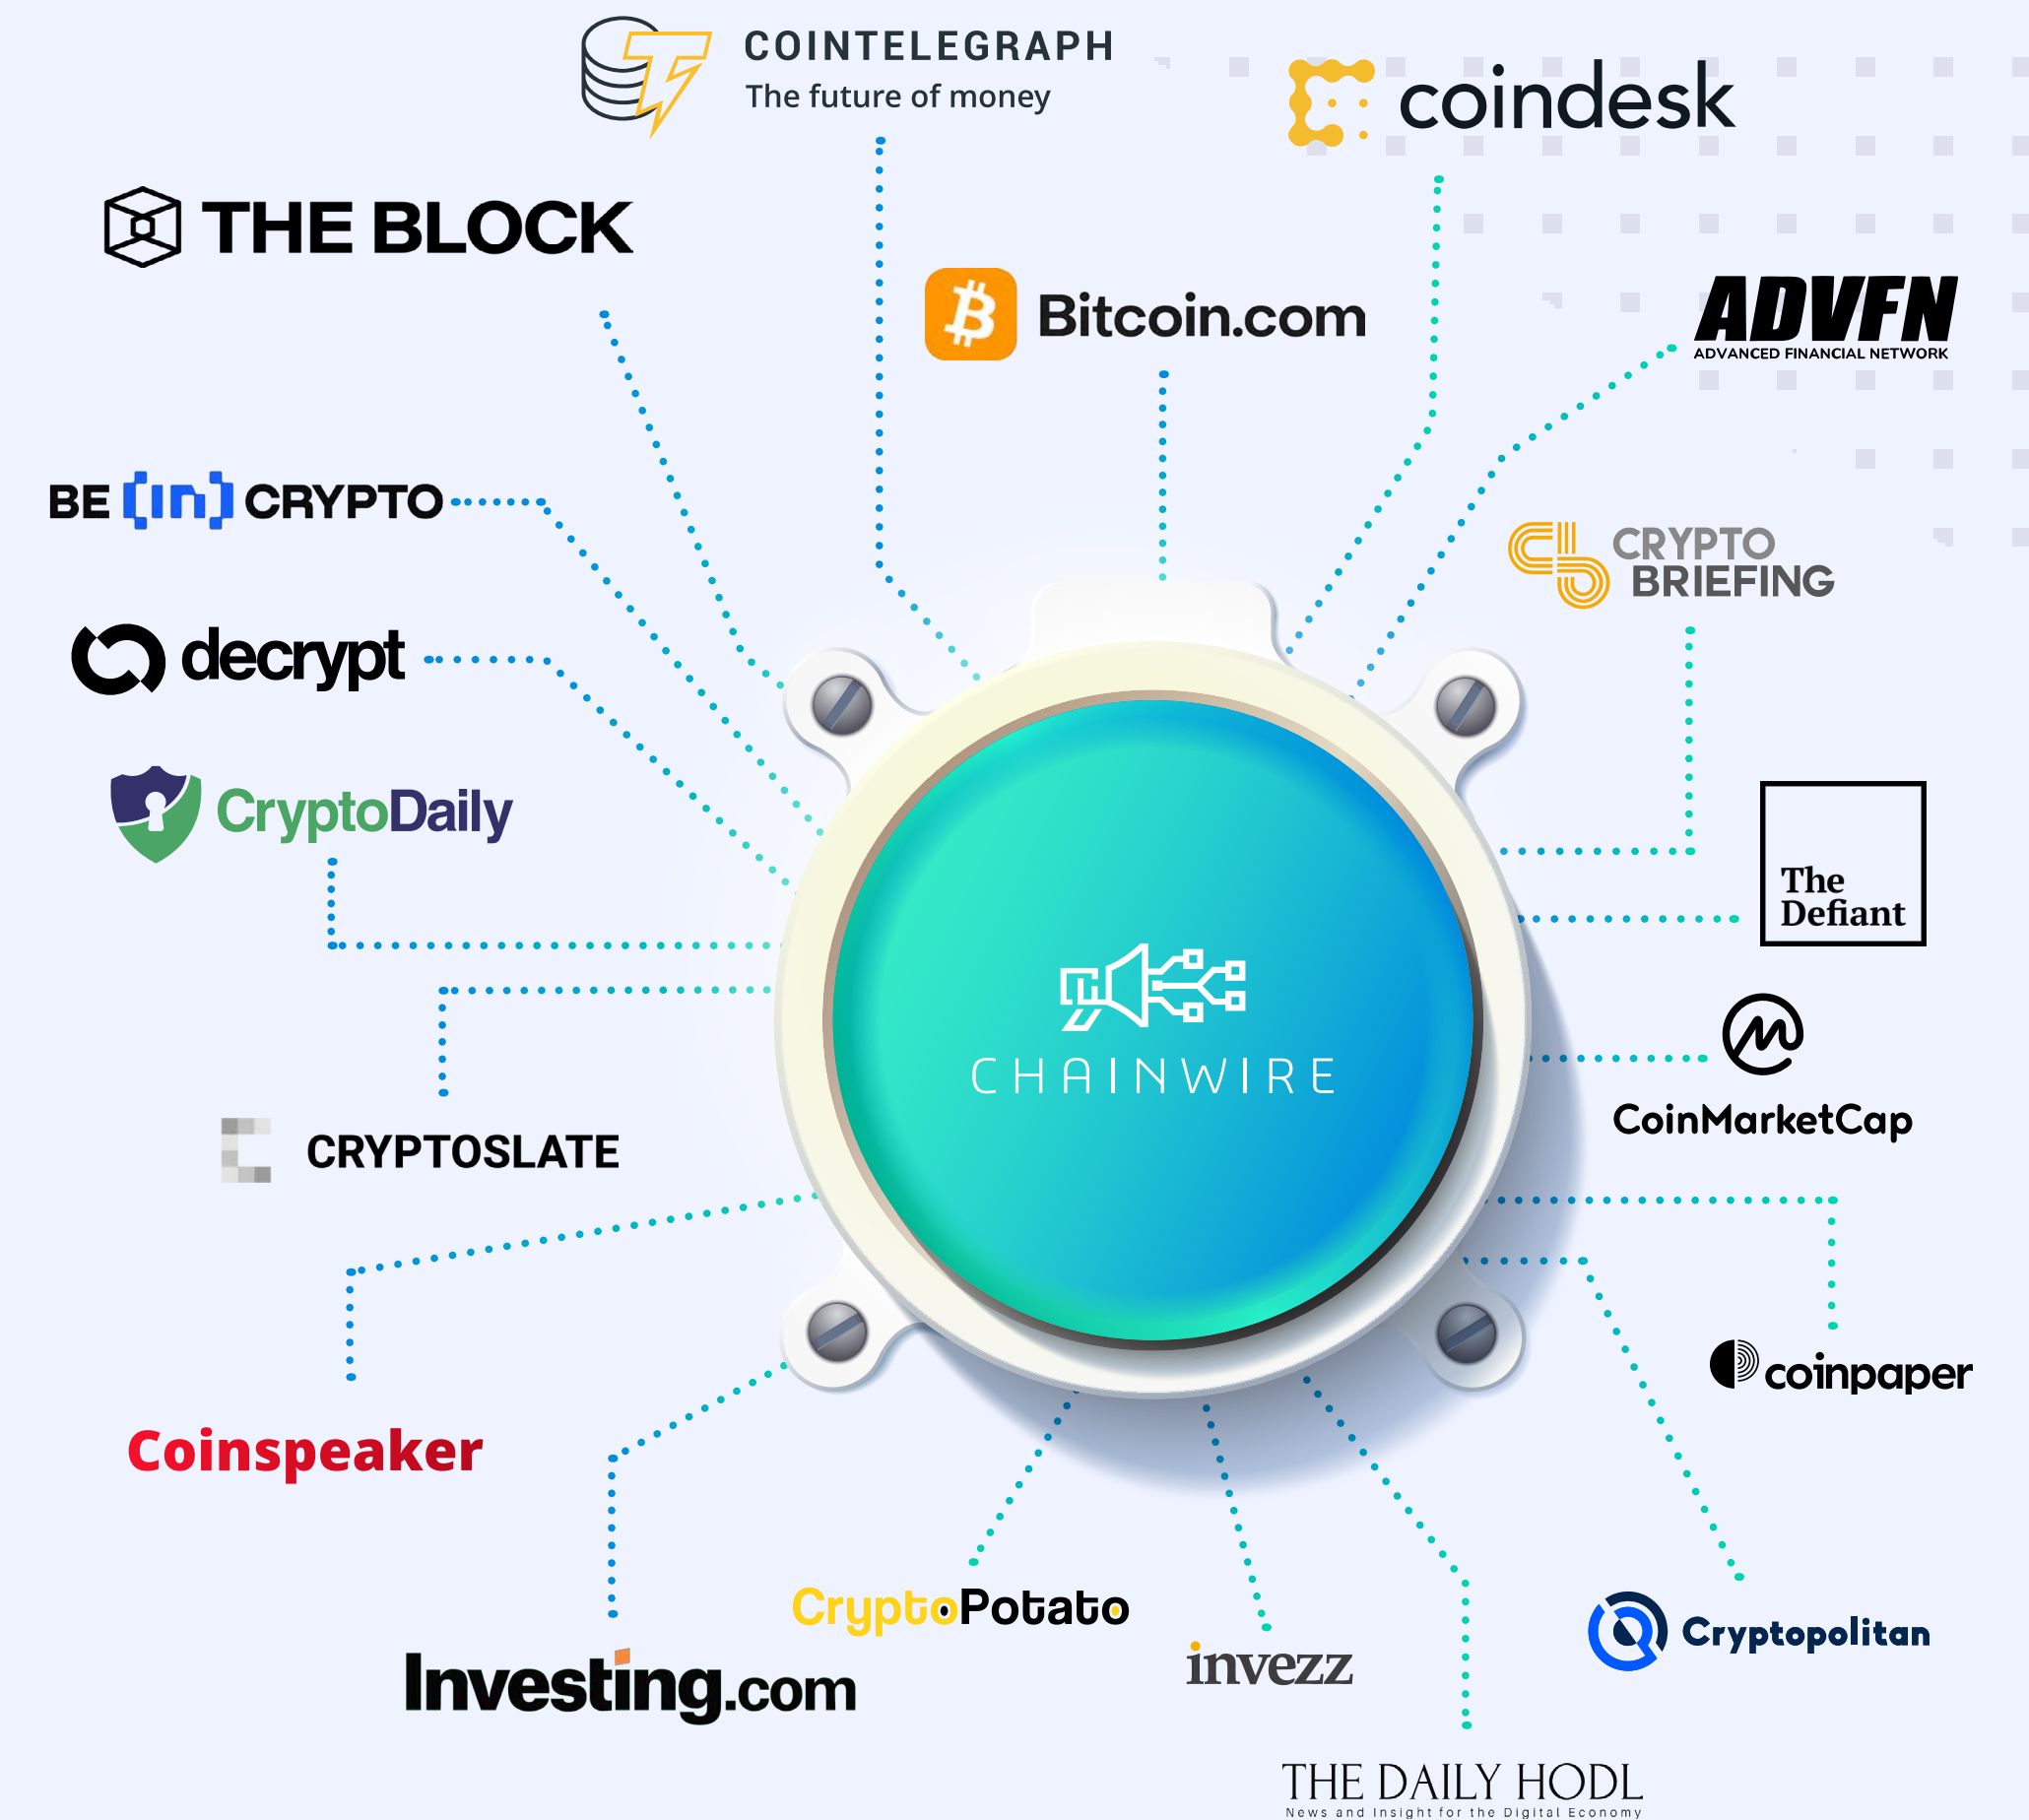 COINTELEGRAPH
The future of money
coindesk
THE BLOCK
Bitcoin.com
ADVFN
ADVANCED FINANCIAL NETWORK
BE [in] CRYPTO
CRYPTO
BRIEFING
decrypt
CryptoDaily
The
Defiant
CHAINWIRE
CoinMarketCap
CRYPTOSLATE
coinpaper
Coinspeaker
CryptoPotato
Cryptopolitan
invezz
Investing.com
THE DAILY HODL
News and Insight for the Digital Economy